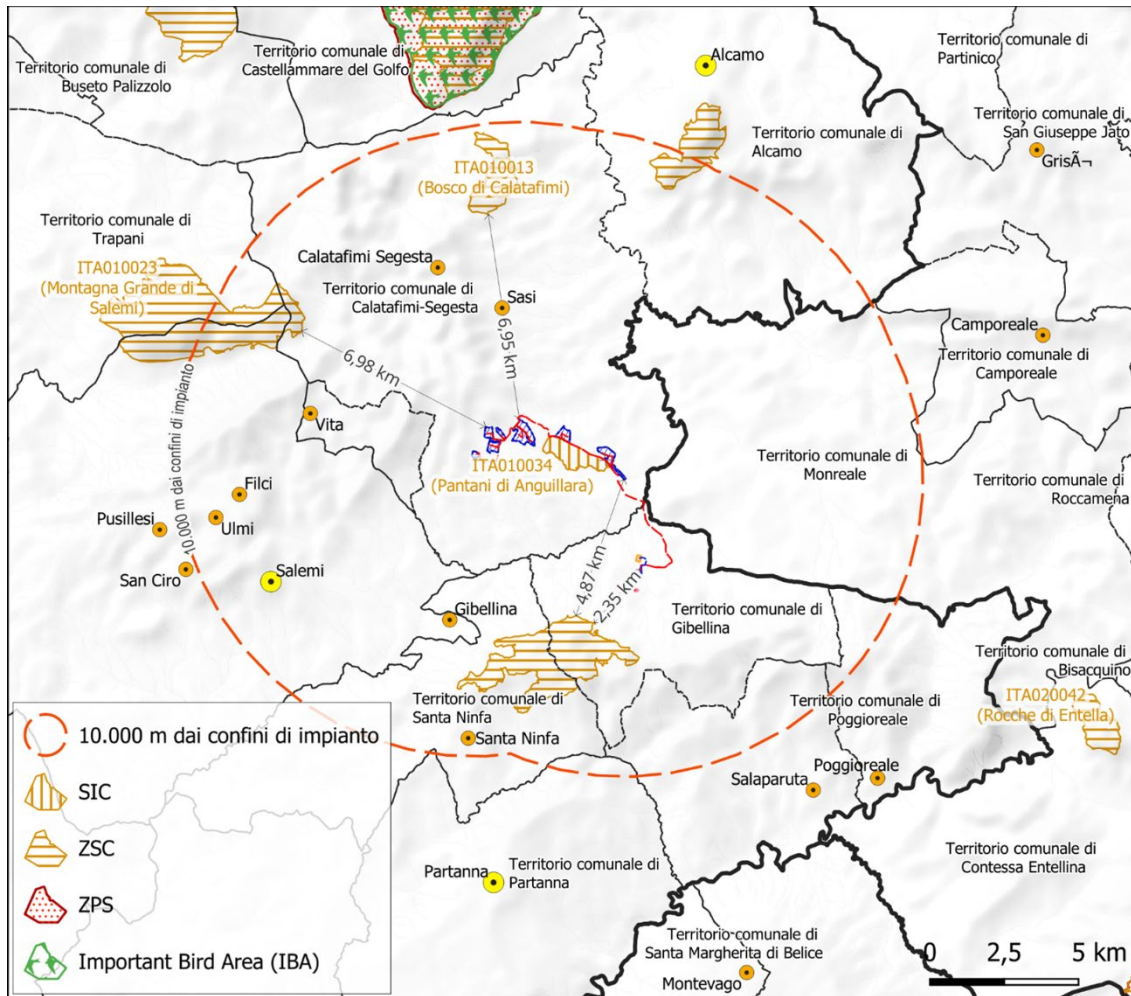 Territorio comunale di
Buseto Palizzolo
Territorio comunale di
Castellammare del Golfo
Alcamo
Territorio comunale di
Partinico
Territorio comunale di
San Giuseppe Jato
GrisÃ¬
Territorio comunale di
Alcamo
ITA010013
(Bosco di Calatafimi)
Territorio comunale di
Trapani
ITA010023
(Montagna Grande di
Salemi)
Calatafimi Segesta
Territorio comunale di
Calatafimi-Segesta
Sasi
6,95 km
6,98 km
Camporeale
Territorio comunale di
Camporeale
Vita
10.000 m dai confini di impianto
ITA010034
(Pantani di Anguillara)
Territorio comunale di
Monreale
Territorio comunale di
Roccamena
Filci
Pusillesi
Ulmi
San Ciro
Salemi
4,87 km
2,35 km
Gibellina
Territorio comunale di
Gibellina
Territorio comunale di
Bisacquino
ITA020042
(Rocche di Entella)
Territorio comunale di
Santa Ninfa
Santa Ninfa
Territorio comunale di
Poggioreale
Poggioreale
Salaparuta
Territorio comunale di
Contessa Entellina
Partanna
Territorio comunale di
Partanna
Territorio comunale di
Santa Margherita di Belice
Montevago
10.000 m dai confini di impianto
SIC
ZSC
ZPS
Important Bird Area (IBA)
0 2,5 5 km